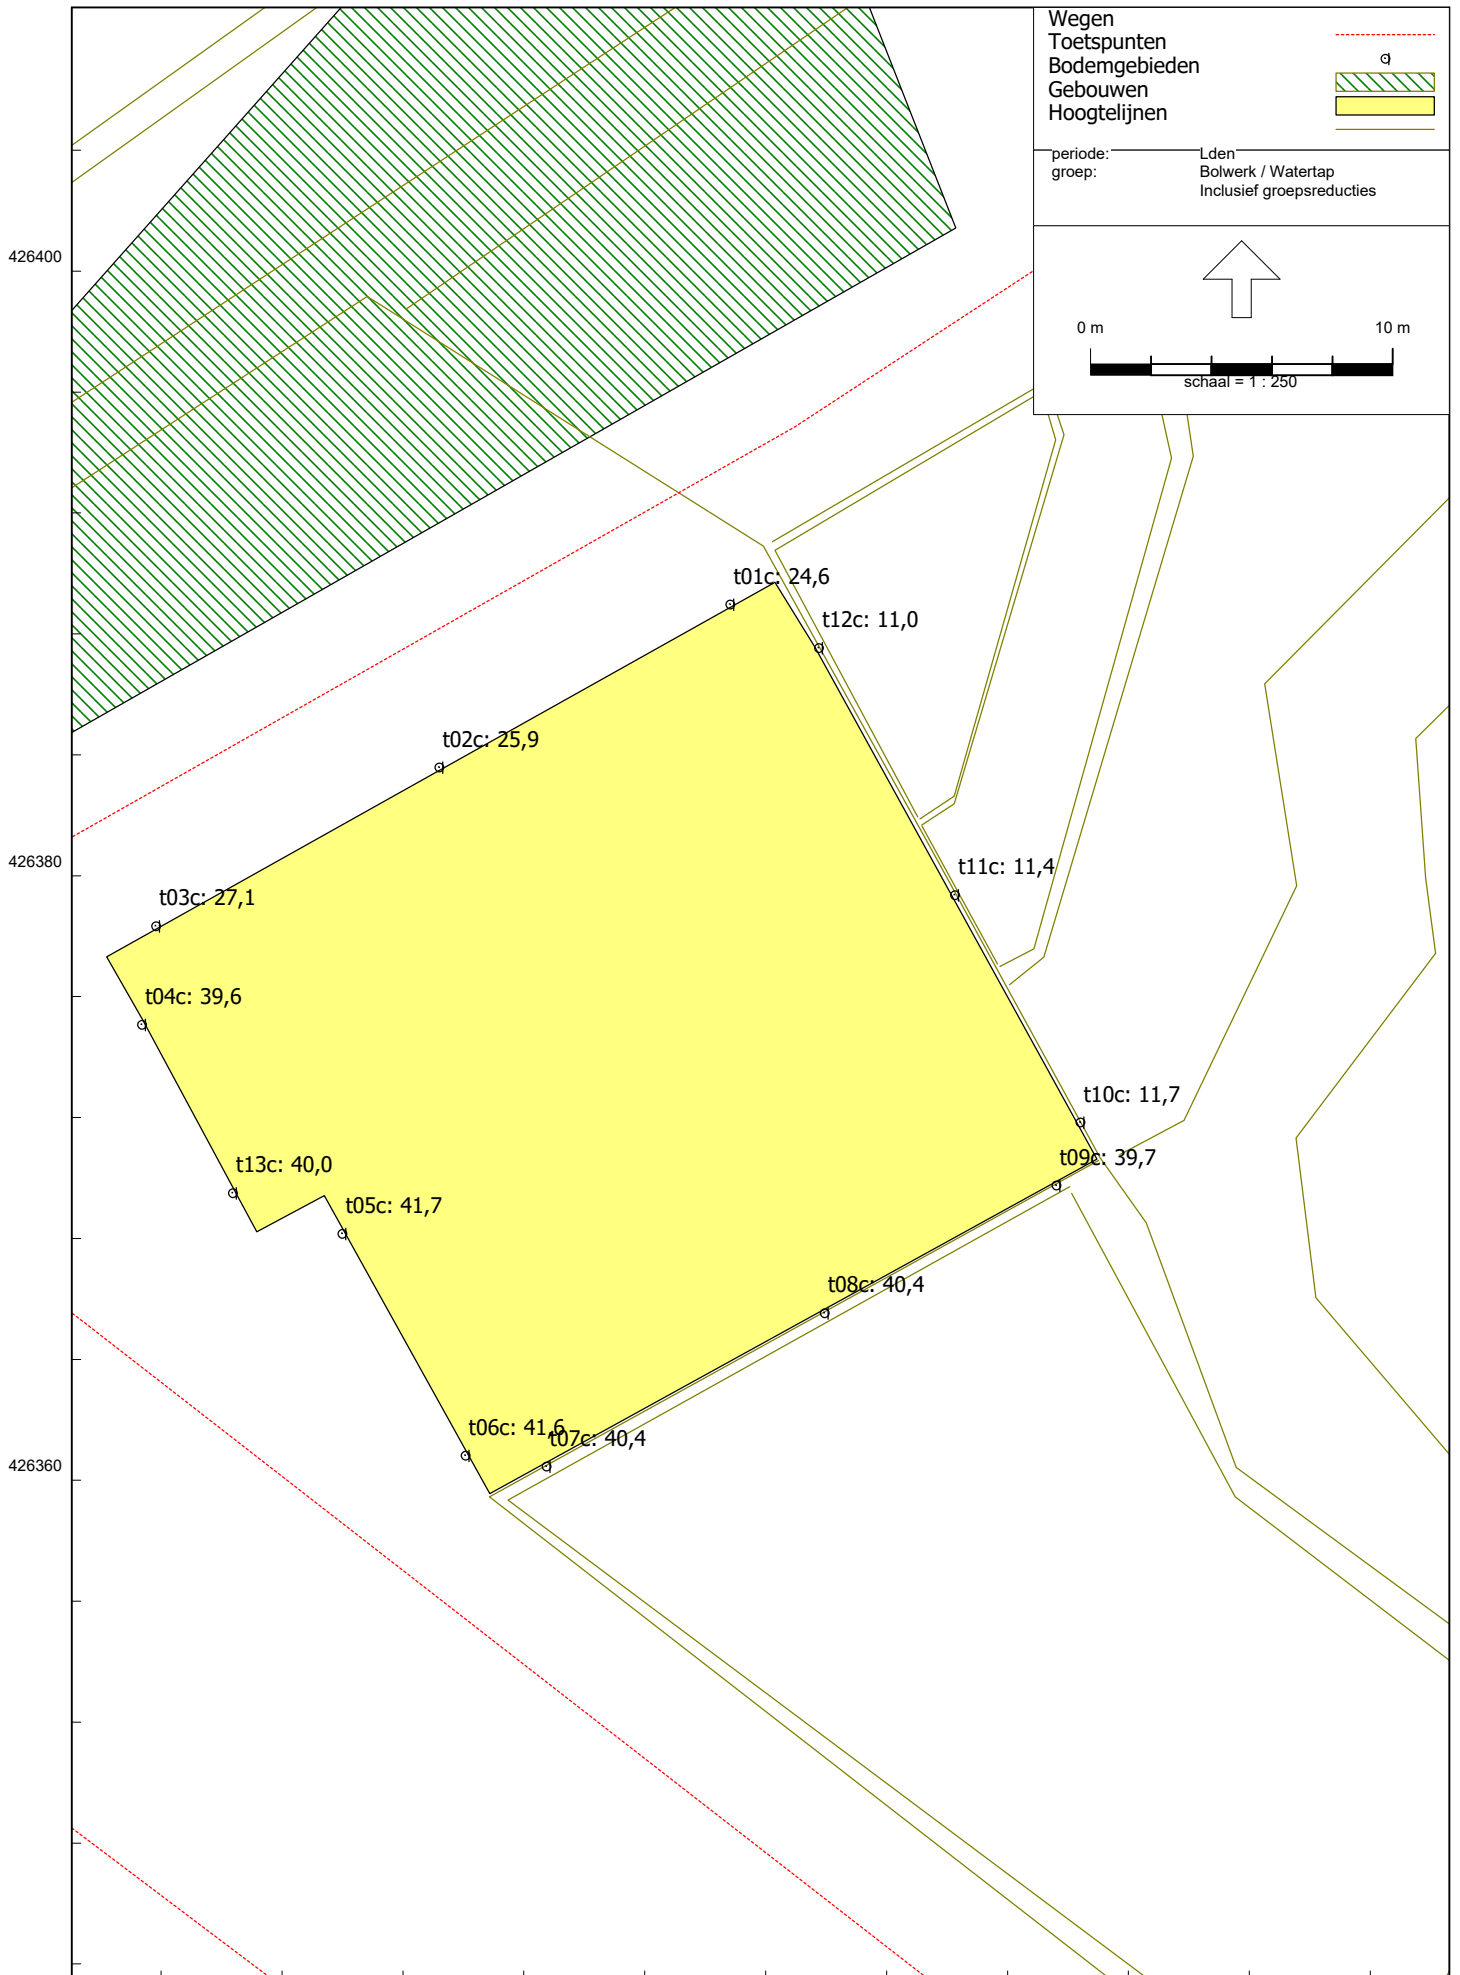 Wegen
Toetspunten
Bodemgebieden
Gebouwen
Hoogtelijnen
periode: Lden
groep: Bolwerk / Watertap
Inclusief groepsreducties
0 m 10 m
schaal = 1 : 250
426400
t01c: 24,6
t12c: 11,0
t02c: 25,9
426380
t11c: 11,4
t03c: 27,1
t04c: 39,6
t10c: 11,7
t09c: 39,7
t13c: 40,0
t05c: 41,7
t08c: 40,4
t06c: 41,6
t07c: 40,4
426360